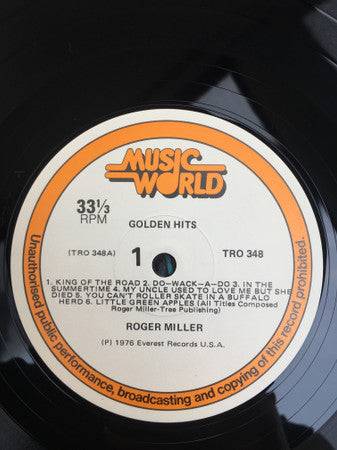 MUSIC
WORLD
33⅓
RPM
GOLDEN HITS
(TRO 348A)
1
TRO 348
1. KING OF THE ROAD 2. DO-WACK-A-DO 3. IN THE
SUMMERTIME 4. MY UNCLE USED TO LOVE ME BUT SHE
DIED 5. YOU'CT ROLLER SKATE IN A BUFFALO
HERD 6. LITTLE GREEN APPLES (All Titles Composed
Roger Miller-Tree Publishing)
ROGER MILLER
(P) 1976 Everest Records U.S.A.
Unauthorised public performance, broadcasting and copying of this record prohibited.